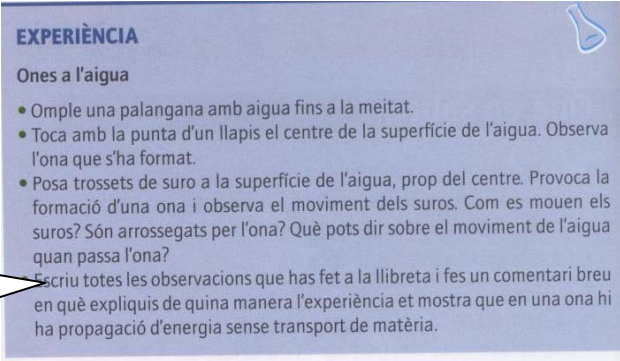 EXPERIÈNCIA
Ones a l'aigua
• Omple una palangana amb aigua fins a la meitat.
• Toca amb la punta d'un llapis el centre de la superfície de l'aigua. Observa
l'ona que s'ha format.
• Posa trossets de suro a la superfície de l'aigua, prop del centre. Provoca la
formació d'una ona i observa el moviment dels suros. Com es mouen els
suros? Són arrossegats per l'ona? Què pots dir sobre el moviment de l'aigua
quan passa l'ona?
• Escriu totes les observacions que has fet a la llibreta i fes un comentari breu
en què expliquis de quina manera l'experiència et mostra que en una ona hi
ha propagació d'energia sense transport de matèria.